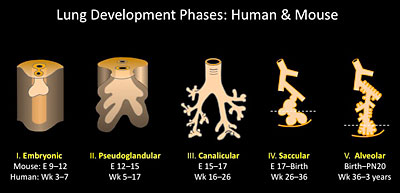 Lung Development Phases: Human & Mouse
I. Embryonic
Mouse: E 9–12
Human: Wk 3–7
II. Pseudoglandular
E 12–15
Wk 5–17
III. Canalicular
E 15–17
Wk 16–26
IV. Saccular
E 17–Birth
Wk 26–36
V. Alveolar
Birth–PN20
Wk 36–3 years